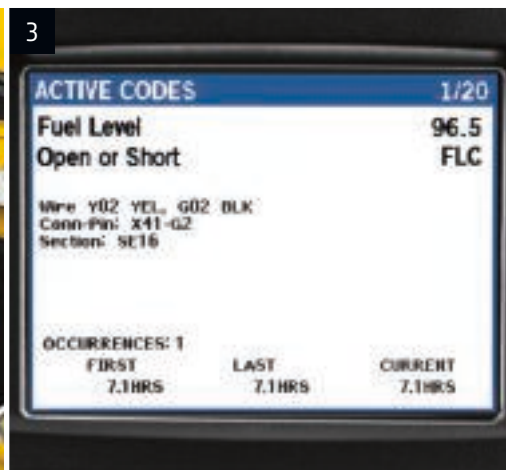 3
ACTIVE CODES 1/20
Fuel Level 96.5
Open or Short FLC
Wire Y02 YEL, G02 BLK
Conn-Pin: X41-G2
Section: SE16
OCCURRENCES: 1
FIRST LAST CURRENT
7.1HRS 7.1HRS 7.1HRS